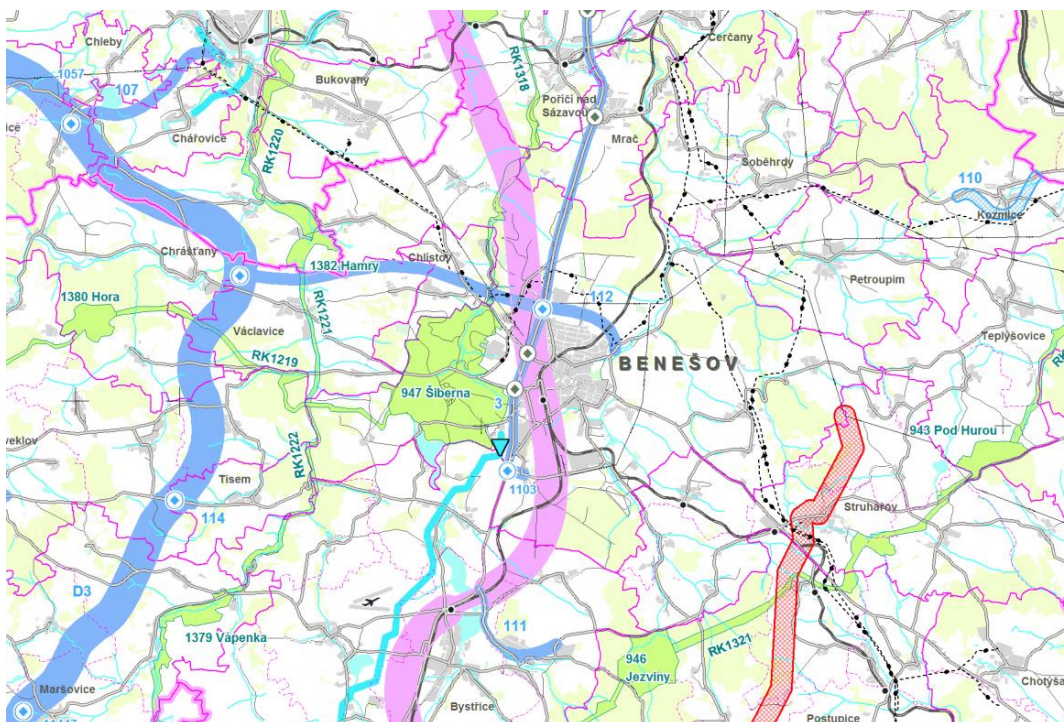 Chleby
Čerčany
1057
107
Bukovany
RK1318
Poříčí nad
Sázavou
Mrač
Chářovice
RK1220
Soběhrdy
110
Kozmice
Chrášťany
1382 Hamry
Chlistov
Petroupim
1380 Hora
RK1221
112
Václavice
Teplýšovice
RK1219
BENEŠOV
947 Šiberna
3
943 Pod Hurou
RK1222
Tisem
1103
114
Struhařov
D3
111
1379 Vápenka
946
Jezviny
RK1321
Maršovice
Chotýša
Bystřice
Postupice